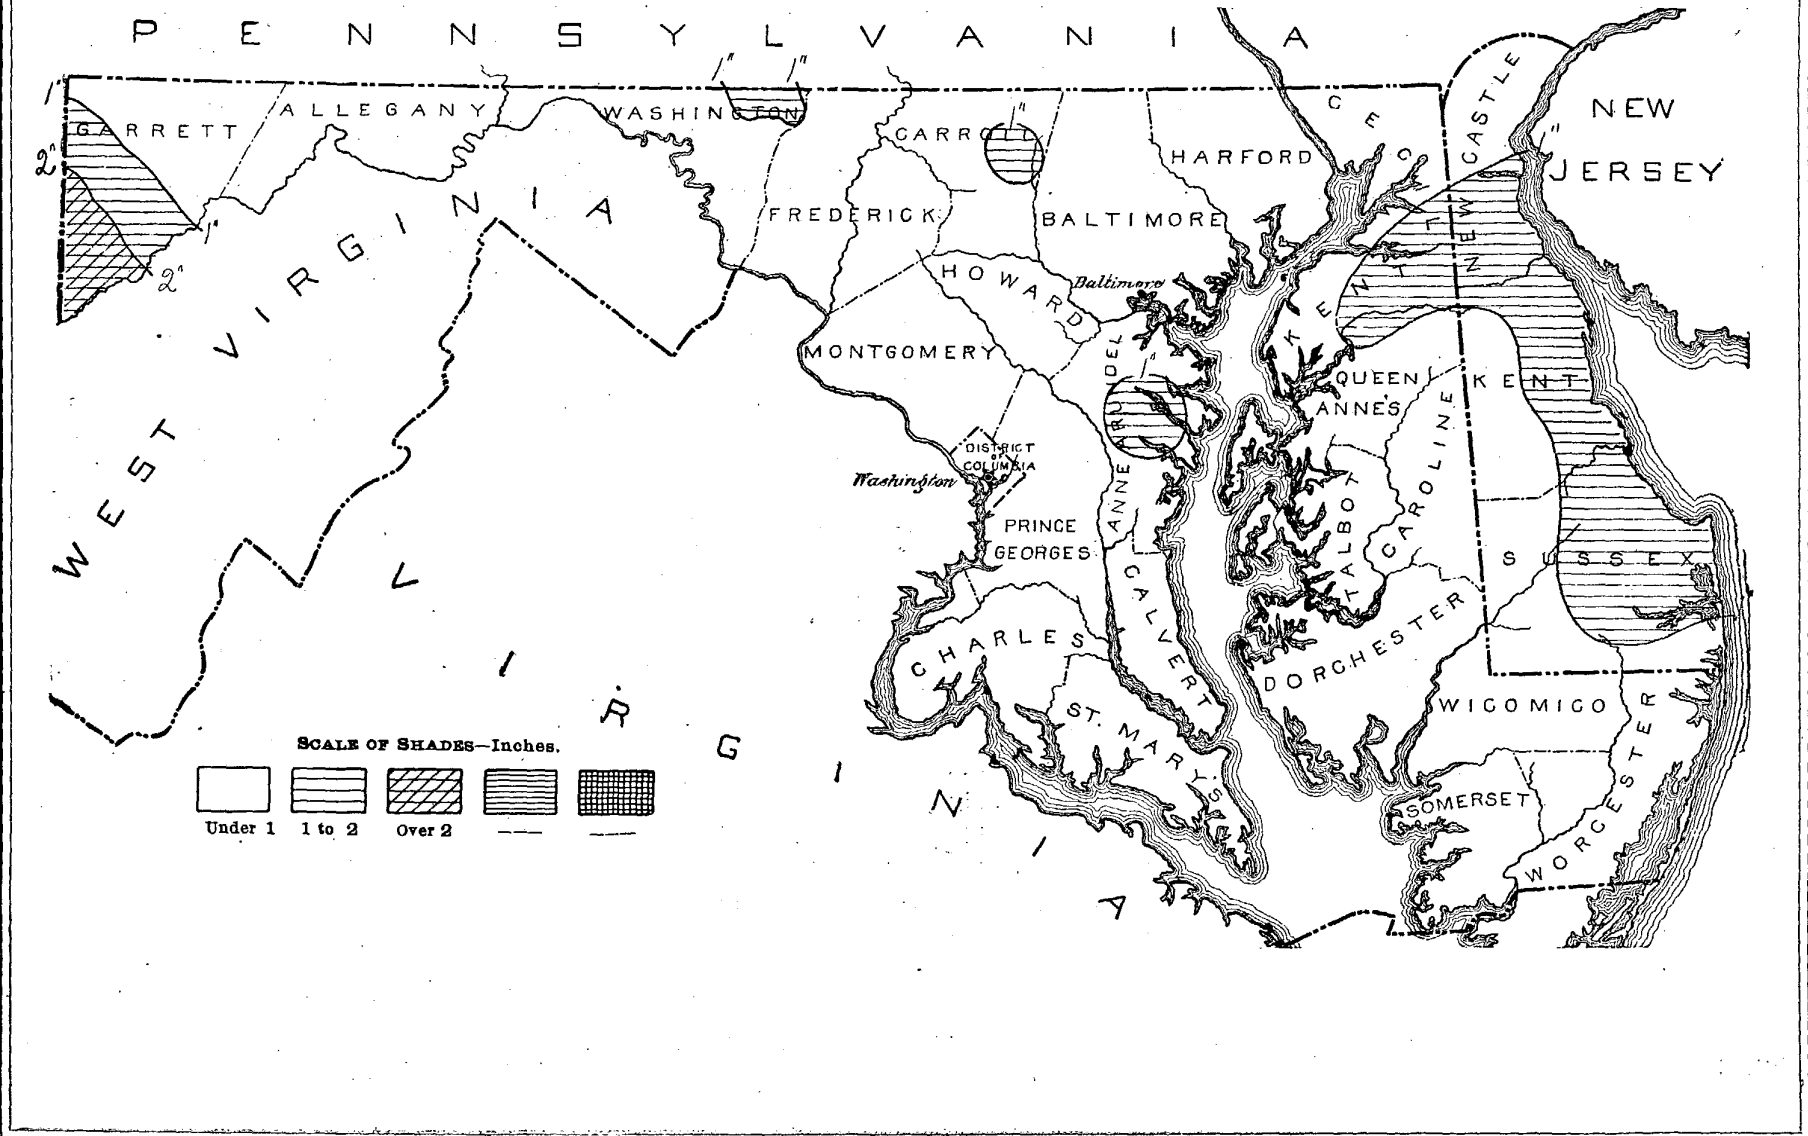 PENNSYLVANIA
1" 1"
1"
ALLEGANY
WASHINGTON
CARROLL
1"
CECIL
NEW CASTLE
NEW
JERSEY
1"
GARRETT
2"
HARFORD
FREDERICK
BALTIMORE
1"
2"
HOWARD
Baltimore
KENT
WEST VIRGINIA
MONTGOMERY
ANNE ARUNDEL
1"
QUEEN
ANNE'S
KENT
DISTRICT
OF
COLUMBIA
Washington
TALBOT
CAROLINE
PRINCE
GEORGES
SUSSEX
CALVERT
CHARLES
DORCHESTER
VIRGINIA
ST. MARY'S
WICOMICO
WORCESTER
SOMERSET
SCALE OF SHADES—Inches.
Under 1 1 to 2 Over 2